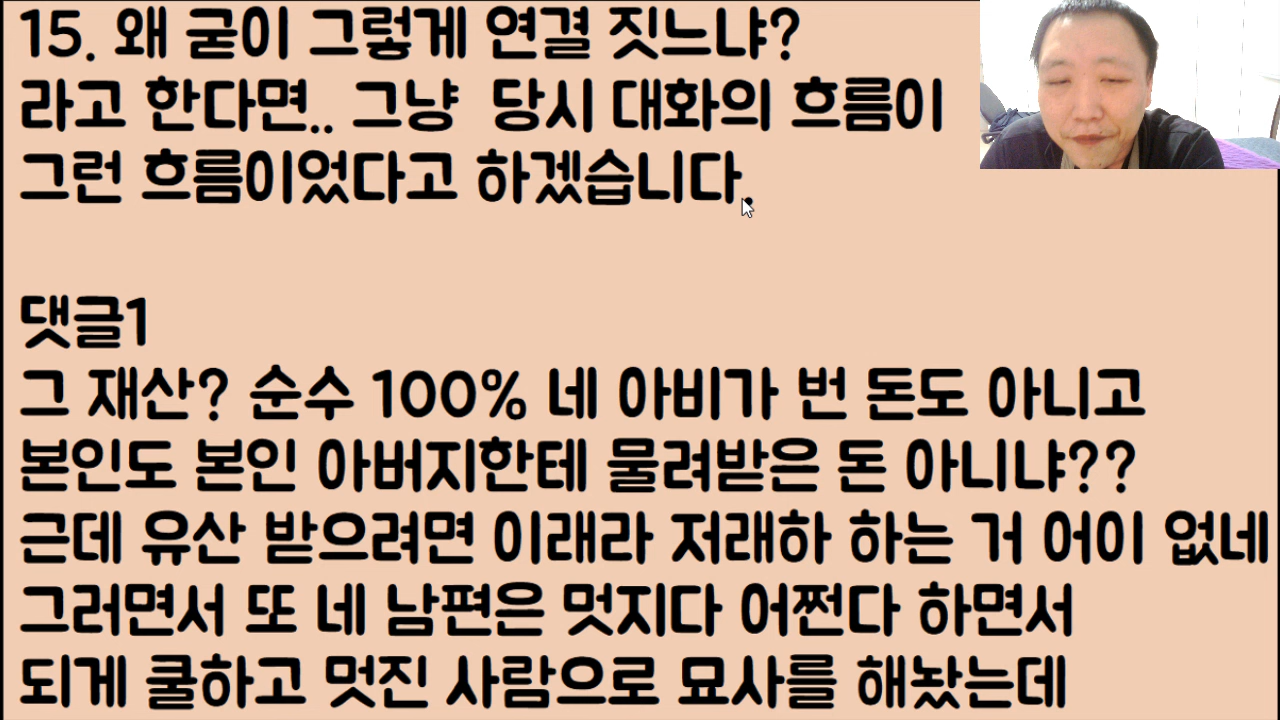 15. 왜 굳이 그렇게 연결 짓느냐?
라고 한다면.. 그냥 당시 대화의 흐름이
그런 흐름이었다고 하겠습니다.
댓글1
그 재산? 순수 100% 네 아비가 번 돈도 아니고
본인도 본인 아버지한테 물려받은 돈 아니냐??
근데 유산 받으려면 이래라 저래하 하는 거 어이 없네
그러면서 또 네 남편은 멋지다 어쩐다 하면서
되게 쿨하고 멋진 사람으로 묘사를 해놨는데